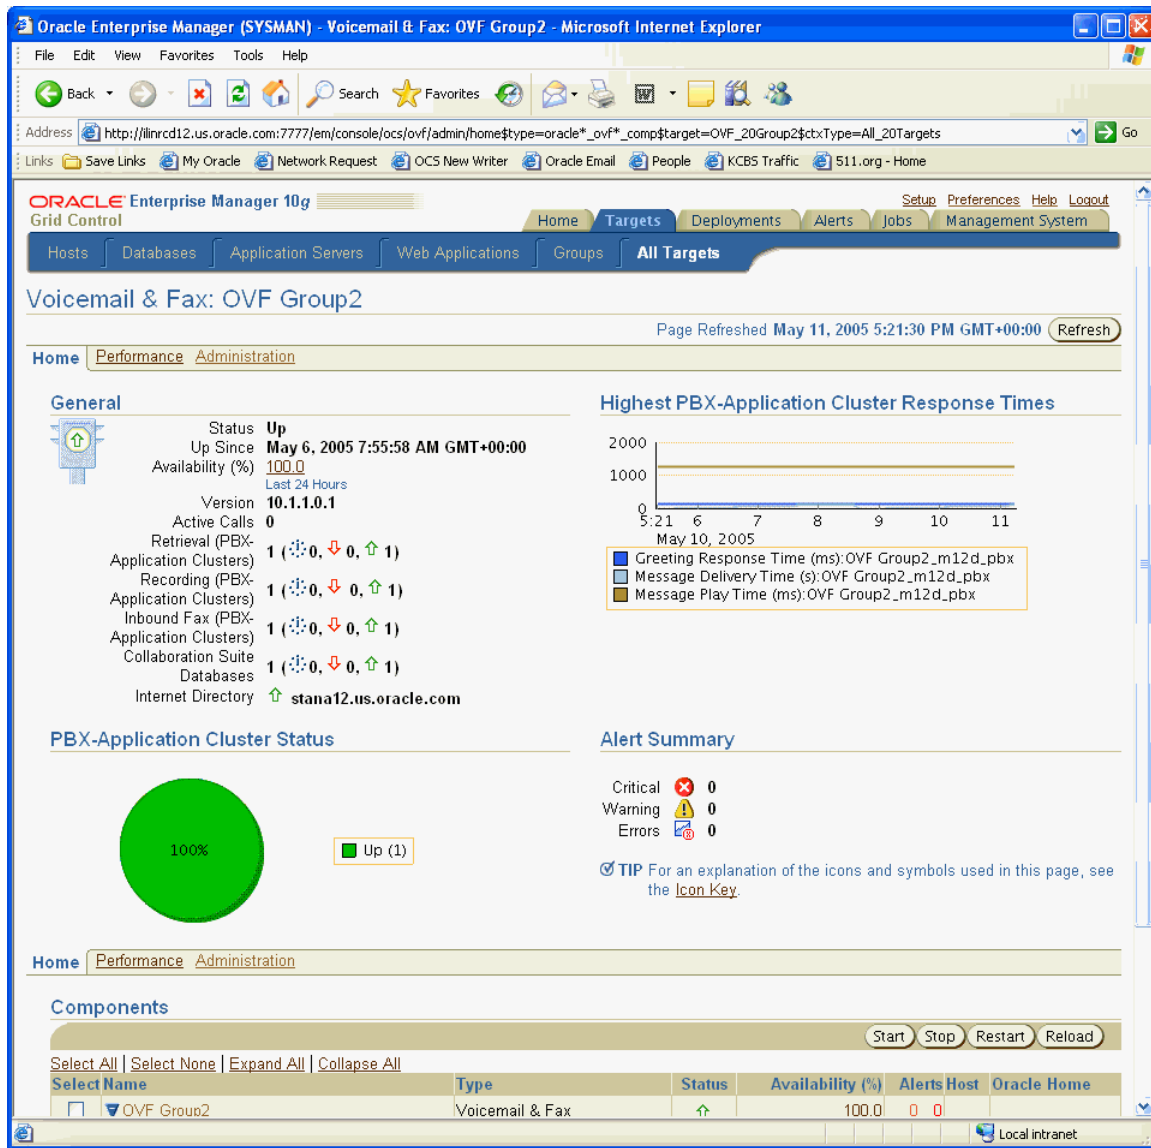 Oracle Enterprise Manager (SYSMAN) - Voicemail & Fax: OVF Group2 - Microsoft Internet Explorer
File Edit View Favorites Tools Help
Back Search Favorites
Address http://ilinrcd12.us.oracle.com:7777/em/console/ocs/ovf/admin/home$type=oracle*_ovf*_comp$target=OVF_20Group2$ctxType=All_20Targets Go
Links Save Links My Oracle Network Request OCS New Writer Oracle Email People KCBS Traffic 511.org - Home
ORACLE Enterprise Manager 10g
Setup Preferences Help Logout
Grid Control
Home Targets Deployments Alerts Jobs Management System
Hosts Databases Application Servers Web Applications Groups All Targets
Voicemail & Fax: OVF Group2
Page Refreshed May 11, 2005 5:21:30 PM GMT+00:00 Refresh
Home Performance Administration
General
Status Up
Up Since May 6, 2005 7:55:58 AM GMT+00:00
Availability (%) 100.0
Last 24 Hours
Version 10.1.1.0.1
Active Calls 0
Retrieval (PBX-
Application Clusters) 1 ( 0, 0, 1)
Recording (PBX-
Application Clusters) 1 ( 0, 0, 1)
Inbound Fax (PBX-
Application Clusters) 1 ( 0, 0, 1)
Collaboration Suite
Databases 1 ( 0, 0, 1)
Internet Directory stana12.us.oracle.com
Highest PBX-Application Cluster Response Times
2000
1000
0
5:21 6 7 8 9 10 11
May 10, 2005
Greeting Response Time (ms):OVF Group2_m12d_pbx
Message Delivery Time (s):OVF Group2_m12d_pbx
Message Play Time (ms):OVF Group2_m12d_pbx
PBX-Application Cluster Status
100%
Up (1)
Alert Summary
Critical 0
Warning 0
Errors 0
TIP For an explanation of the icons and symbols used in this page, see
the Icon Key.
Home Performance Administration
Components
Start Stop Restart Reload
Select All | Select None | Expand All | Collapse All
Select Name Type Status Availability (%) Alerts Host Oracle Home
OVF Group2 Voicemail & Fax 100.0 0 0
Local intranet